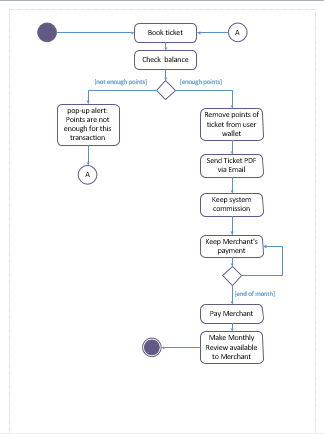 Book ticket
A
Check balance
[not enough points]
[enough points]
pop-up alert:
Points are not
enough for this
transaction
A
Remove points of
ticket from user
wallet
Send Ticket PDF
via Email
Keep system
commission
Keep Merchant's
payment
[end of month]
Pay Merchant
Make Monthly
Review available
to Merchant